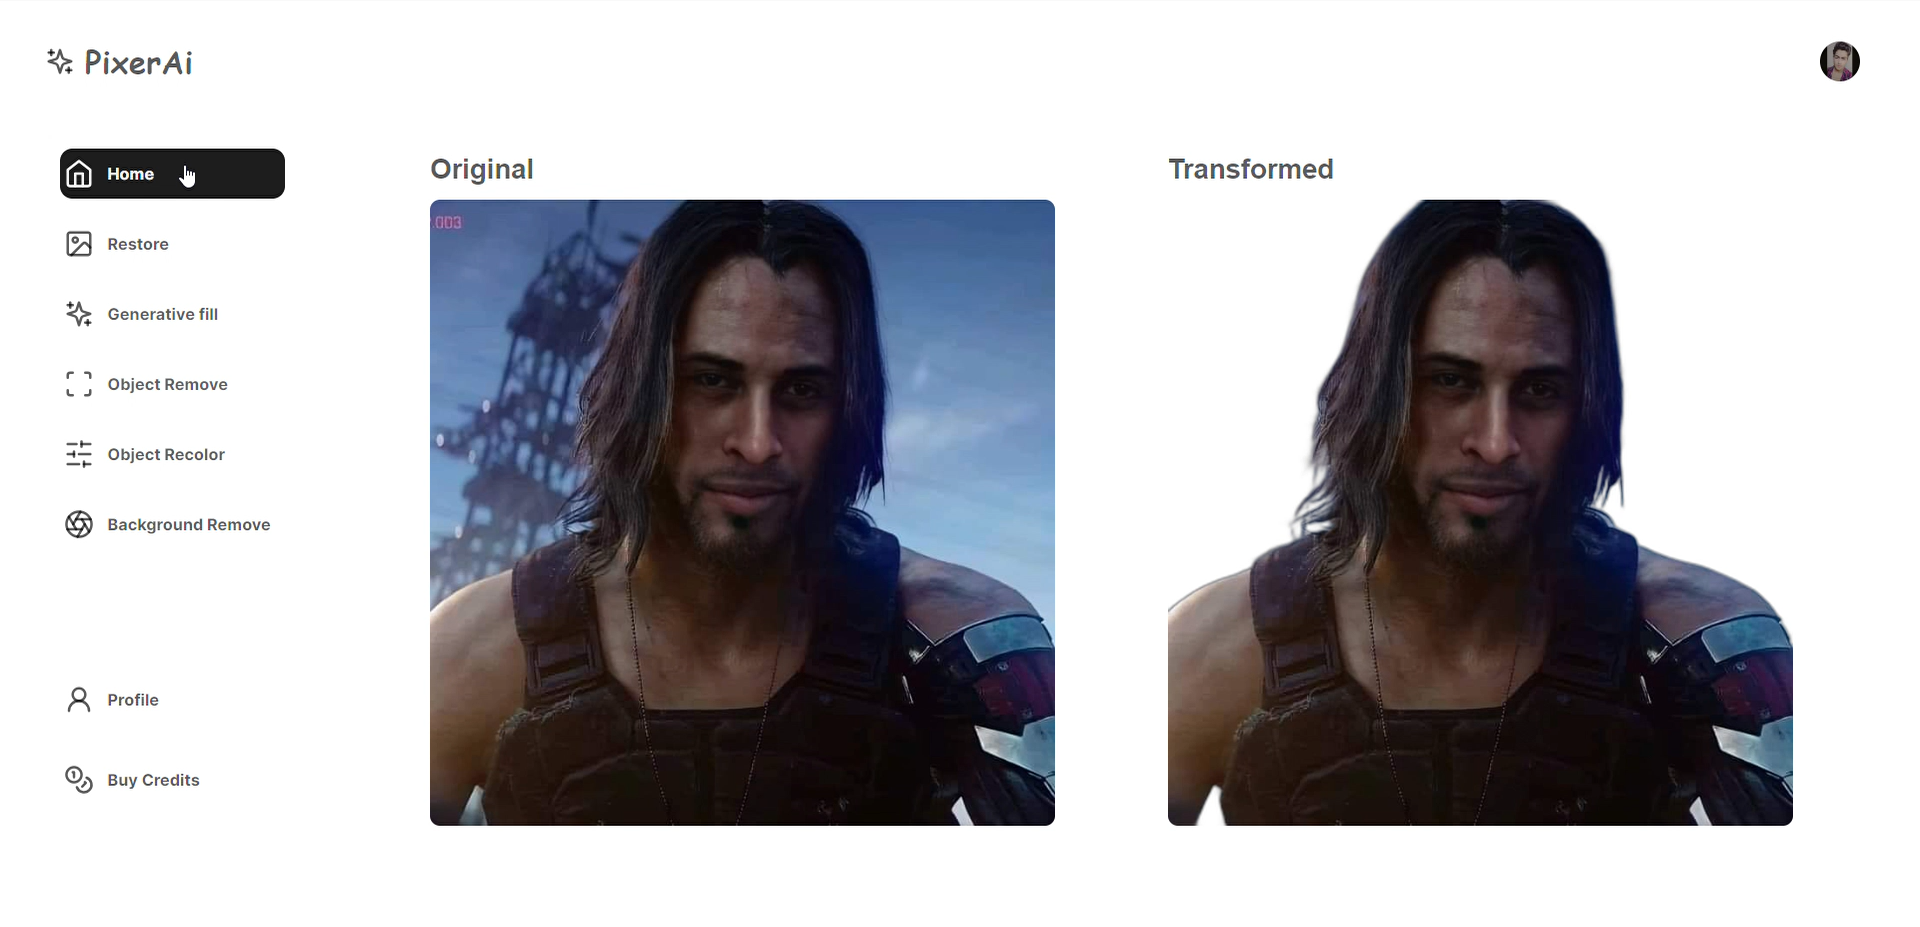 PixerAi
Home
Restore
Generative fill
Object Remove
Object Recolor
Background Remove
Profile
Buy Credits
Original
.003
Transformed